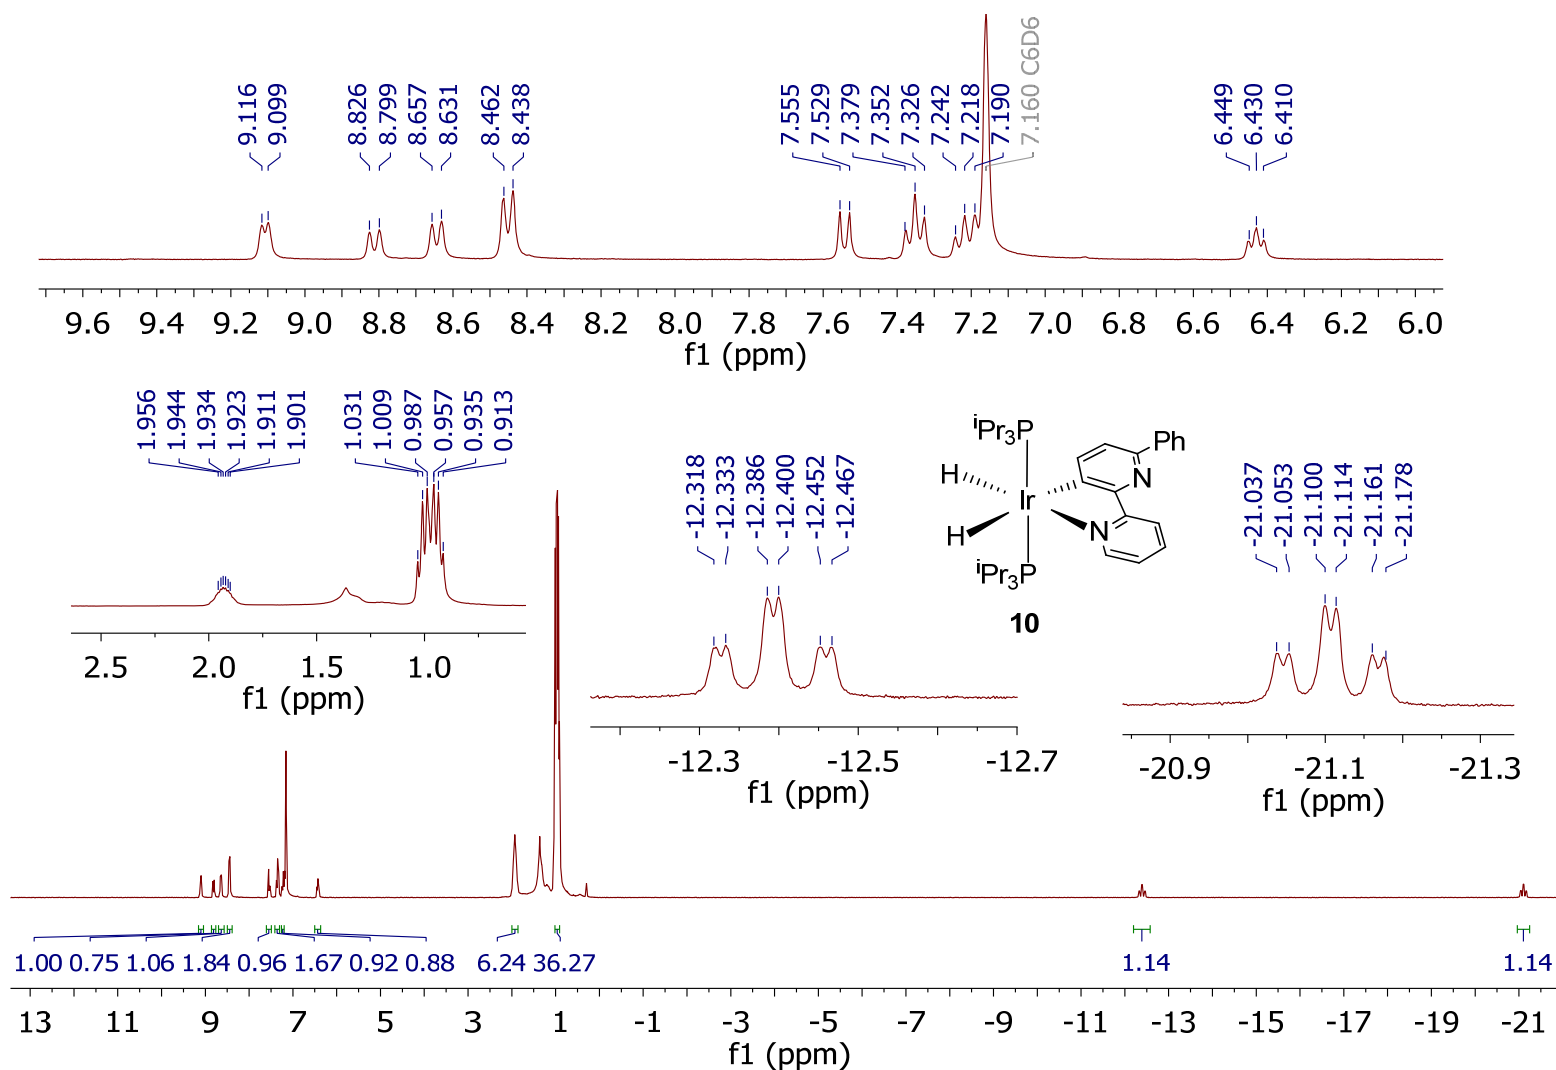 9.116
9.099
8.826
8.799
8.657
8.631
8.462
8.438
7.555
7.529
7.379
7.352
7.326
7.242
7.218
7.190
7.160 C6D6
6.449
6.430
6.410
9.6 9.4 9.2 9.0 8.8 8.6 8.4 8.2 8.0 7.8 7.6 7.4 7.2 7.0 6.8 6.6 6.4 6.2 6.0
f1 (ppm)
1.956
1.944
1.934
1.923
1.911
1.901
1.031
1.009
0.987
0.957
0.935
0.913
2.5 2.0 1.5 1.0
f1 (ppm)
-12.318
-12.333
-12.386
-12.400
-12.452
-12.467
-12.3 -12.5 -12.7
f1 (ppm)
iPr3P
Ph
H
N
Ir
H
N
iPr3P
10
-21.037
-21.053
-21.100
-21.114
-21.161
-21.178
-20.9 -21.1 -21.3
f1 (ppm)
1.00 0.75 1.06 1.84 0.96 1.67 0.92 0.88 6.24 36.27 1.14 1.14
13 11 9 7 5 3 1 -1 -3 -5 -7 -9 -11 -13 -15 -17 -19 -21
f1 (ppm)